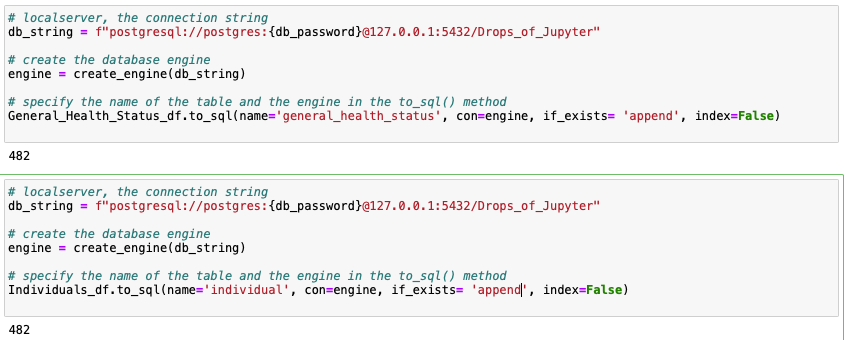 # localserver, the connection string
db_string = f"postgresql://postgres:{db_password}@127.0.0.1:5432/Drops_of_Jupyter"
# create the database engine
engine = create_engine(db_string)
# specify the name of the table and the engine in the to_sql() method
General_Health_Status_df.to_sql(name='general_health_status', con=engine, if_exists= 'append', index=False)
482
# localserver, the connection string
db_string = f"postgresql://postgres:{db_password}@127.0.0.1:5432/Drops_of_Jupyter"
# create the database engine
engine = create_engine(db_string)
# specify the name of the table and the engine in the to_sql() method
Individuals_df.to_sql(name='individual', con=engine, if_exists= 'append', index=False)
482